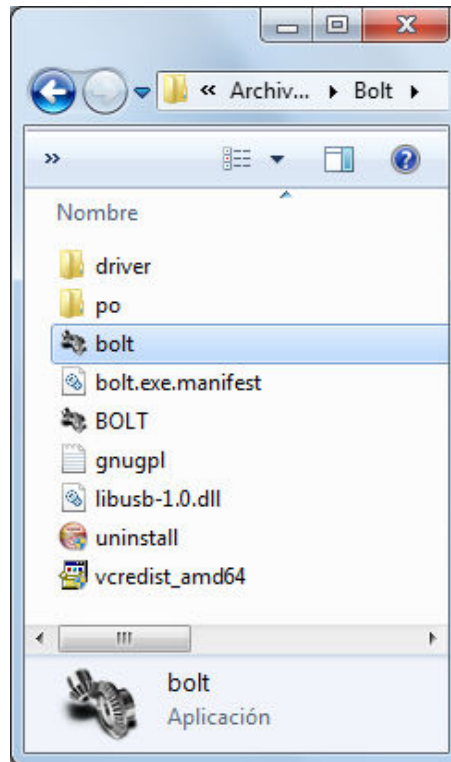 « Archiv... ▸ Bolt ▸
»
Nombre
driver
po
bolt
bolt.exe.manifest
BOLT
gnugpl
libusb-1.0.dll
uninstall
vcredist_amd64
bolt
Aplicación